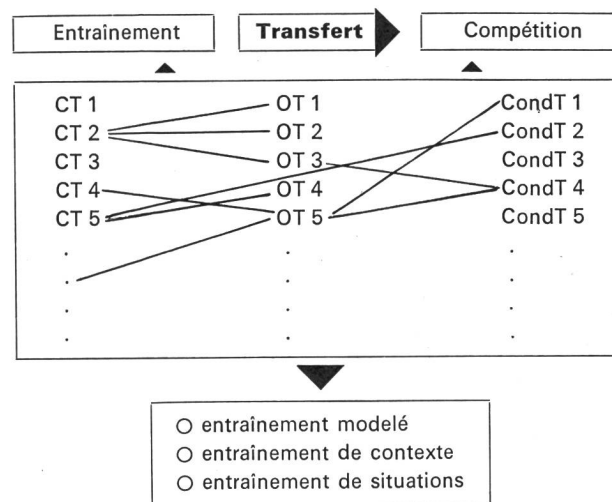 Entraînement Transfert Compétition
CT 1 OT 1 CondT 1
CT 2 OT 2 CondT 2
CT 3 OT 3 CondT 3
CT 4 OT 4 CondT 4
CT 5 OT 5 CondT 5
. . .
. . .
. . .
. . .
○ entraînement modelé
○ entraînement de contexte
○ entraînement de situations